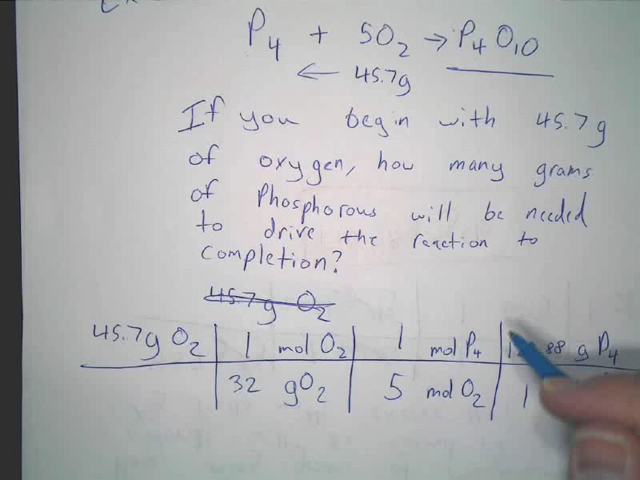 P4 + 5O2 → P4O10
← 45.7g
If you begin with 45.7g
of oxygen, how many grams
of Phosphorous will be needed
to drive the reaction to
completion?
45.7g O2
45.7g O2 | 1 mol O2 | 1 mol P4 | 88 g P4
32 gO2 | 5 mol O2 | 1